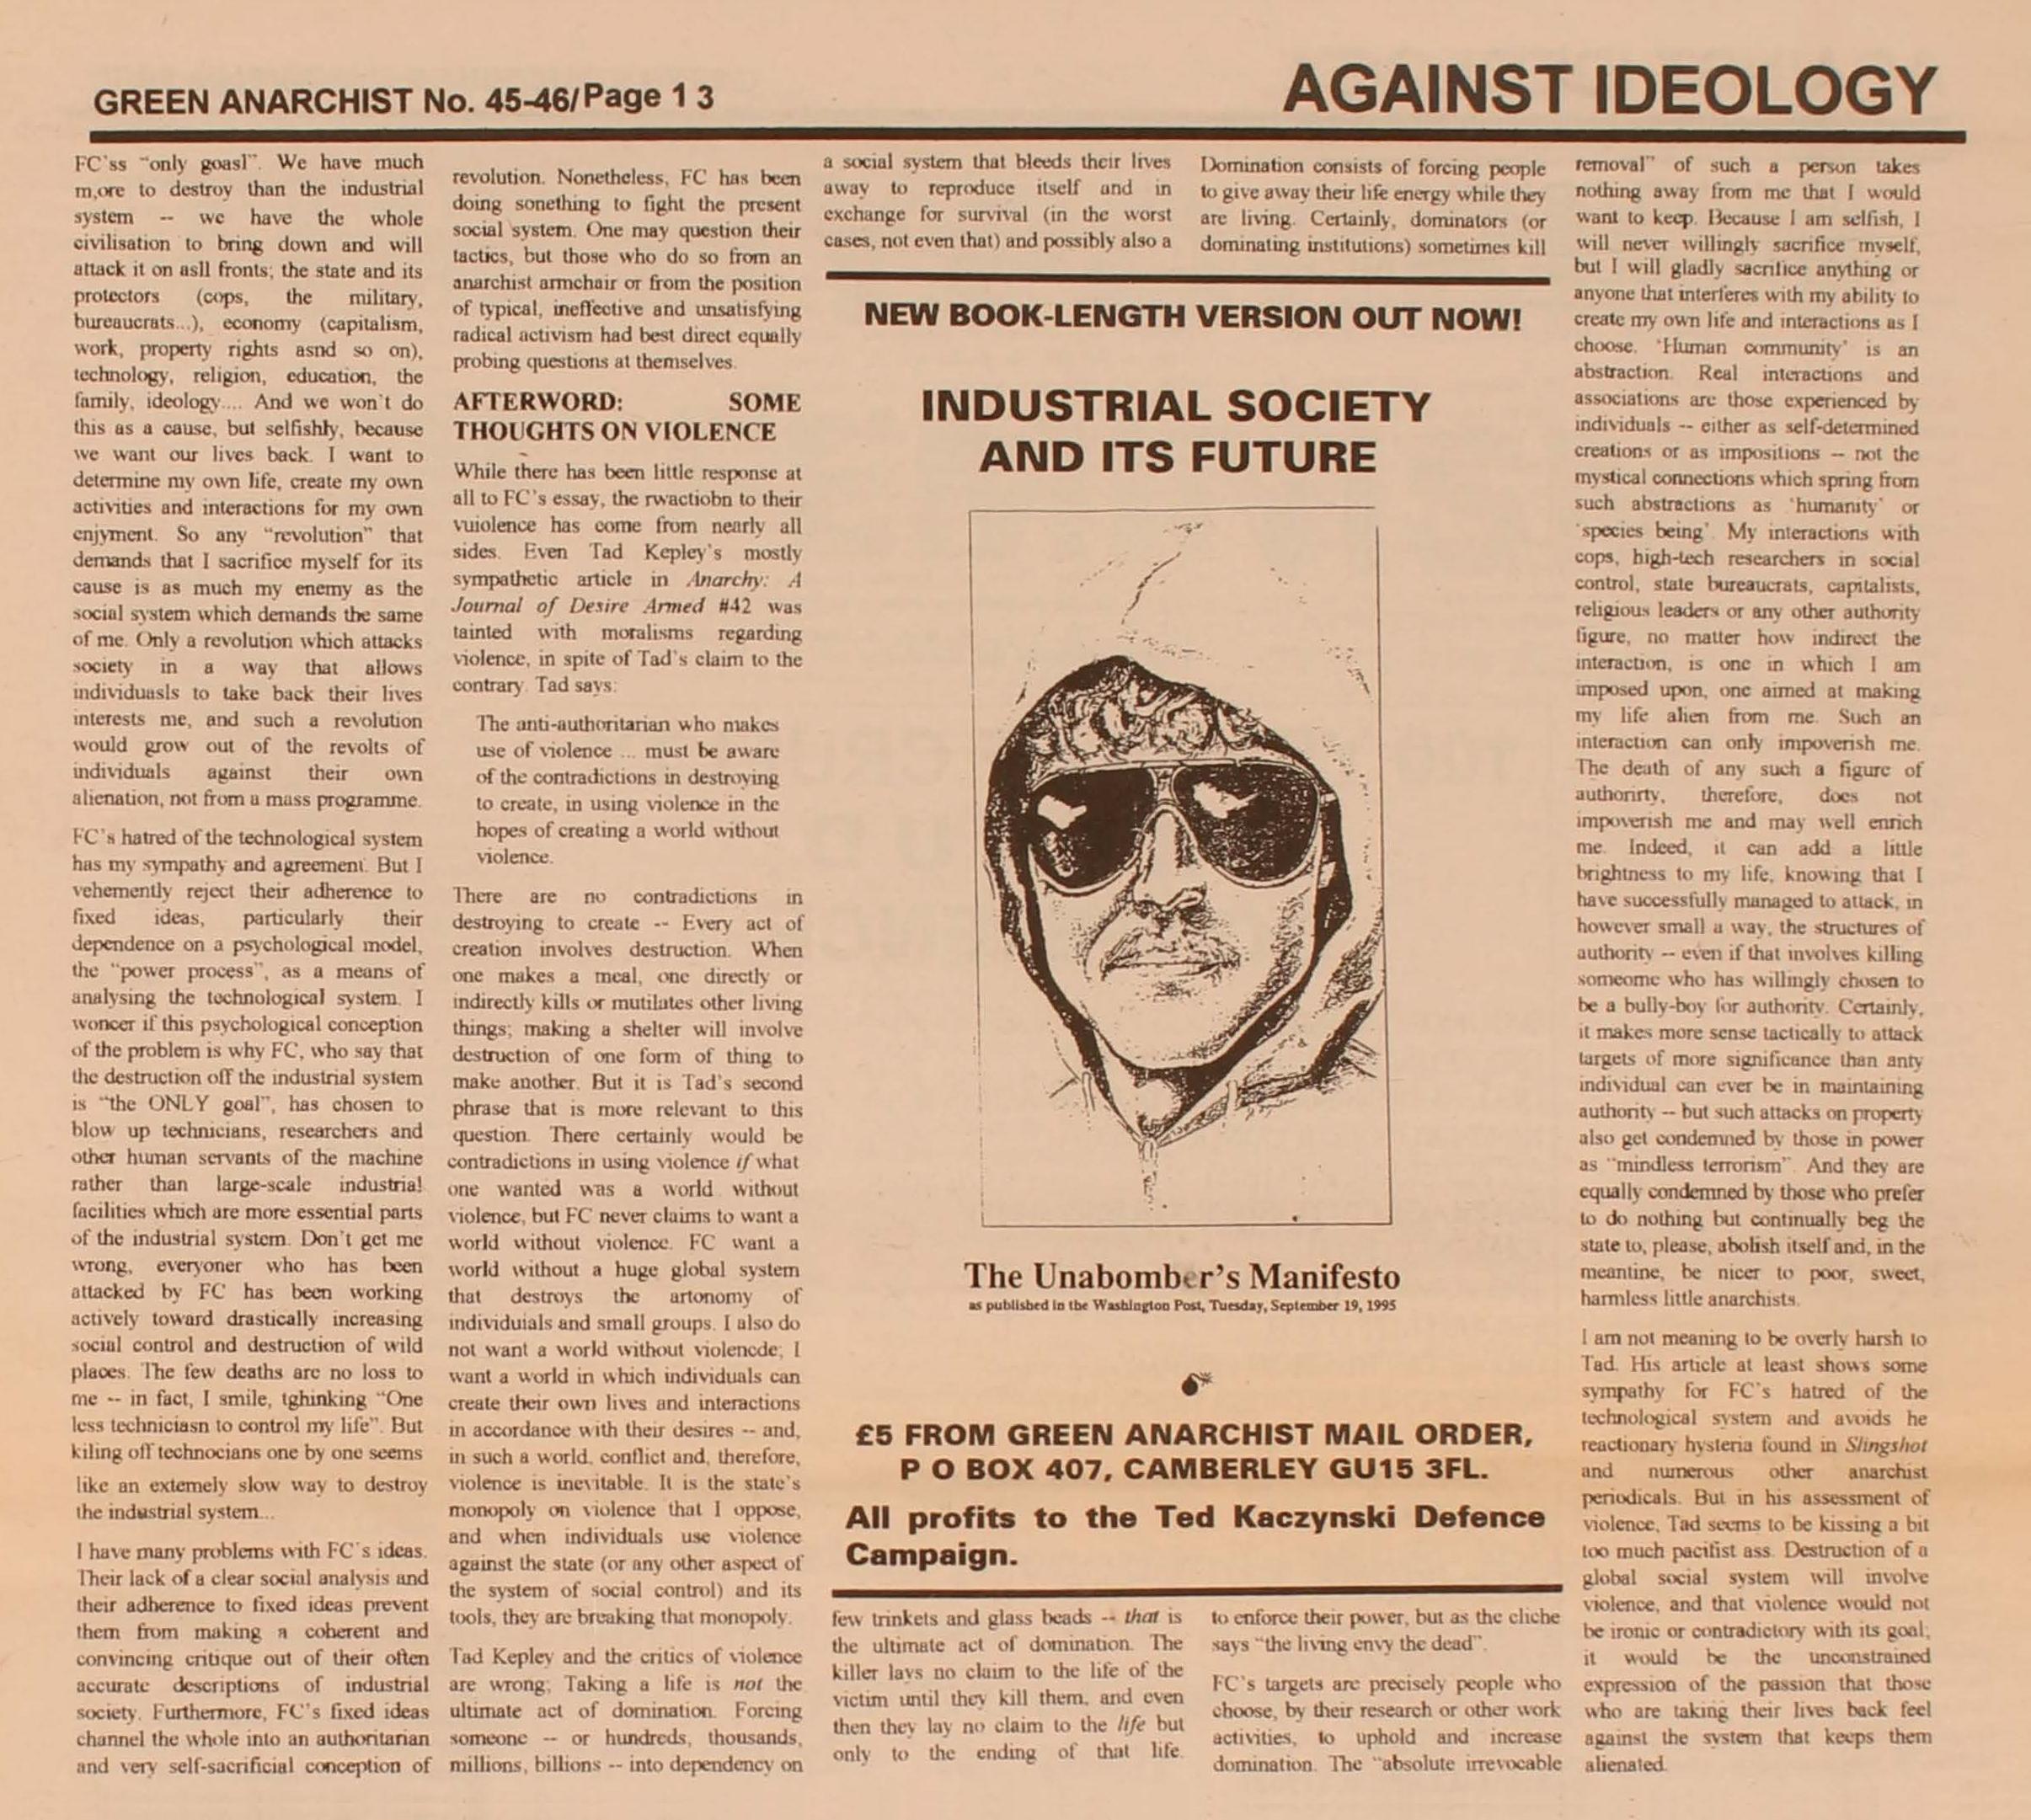 GREEN ANARCHIST No. 45-46/Page 1 3
AGAINST IDEOLOGY
FC'ss "only goasl". We have much
m,ore to destroy than the industrial
system -- we have the whole
civilisation to bring down and will
attack it on asll fronts; the state and its
protectors (cops, the military,
bureaucrats...), economy (capitalism,
work, property rights asnd so on),
technology, religion, education, the
family, ideology.... And we won't do
this as a cause, but selfishly, because
we want our lives back. I want to
determine my own life, create my own
activities and interactions for my own
enjyment. So any "revolution" that
demands that I sacrifice myself for its
cause is as much my enemy as the
social system which demands the same
of me. Only a revolution which attacks
society in a way that allows
individuasls to take back their lives
interests me, and such a revolution
would grow out of the revolts of
individuals against their own
alienation, not from a mass programme.
FC's hatred of the technological system
has my sympathy and agreement. But I
vehemently reject their adherence to
fixed ideas, particularly their
dependence on a psychological model,
the "power process", as a means of
analysing the technological system. I
woncer if this psychological conception
of the problem is why FC, who say that
the destruction off the industrial system
is "the ONLY goal", has chosen to
blow up technicians, researchers and
other human servants of the machine
rather than large-scale industrial
facilities which are more essential parts
of the industrial system. Don't get me
wrong, everyoner who has been
attacked by FC has been working
actively toward drastically increasing
social control and destruction of wild
places. The few deaths are no loss to
me -- in fact, I smile, tghinking "One
less techniciasn to control my life". But
kiling off technocians one by one seems
like an extemely slow way to destroy
the industrial system...
I have many problems with FC's ideas.
Their lack of a clear social analysis and
their adherence to fixed ideas prevent
them from making a coherent and
convincing critique out of their often
accurate descriptions of industrial
society. Furthermore, FC's fixed ideas
channel the whole into an authoritarian
and very self-sacrificial conception of
revolution. Nonetheless, FC has been
doing sonething to fight the present
social system. One may question their
tactics, but those who do so from an
anarchist armchair or from the position
of typical, ineffective and unsatisfying
radical activism had best direct equally
probing questions at themselves.
AFTERWORD: SOME
THOUGHTS ON VIOLENCE
While there has been little response at
all to FC's essay, the rwactiobn to their
vuiolence has come from nearly all
sides. Even Tad Kepley's mostly
sympathetic article in Anarchy: A
Journal of Desire Armed #42 was
tainted with moralisms regarding
violence, in spite of Tad's claim to the
contrary. Tad says:
The anti-authoritarian who makes
use of violence ... must be aware
of the contradictions in destroying
to create, in using violence in the
hopes of creating a world without
violence.
There are no contradictions in
destroying to create -- Every act of
creation involves destruction. When
one makes a meal, one directly or
indirectly kills or mutilates other living
things; making a shelter will involve
destruction of one form of thing to
make another. But it is Tad's second
phrase that is more relevant to this
question. There certainly would be
contradictions in using violence if what
one wanted was a world without
violence, but FC never claims to want a
world without violence. FC want a
world without a huge global system
that destroys the artonomy of
individuials and small groups. I also do
not want a world without violencde; I
want a world in which individuals can
create their own lives and interactions
in accordance with their desires -- and,
in such a world, conflict and, therefore,
violence is inevitable. It is the state's
monopoly on violence that I oppose,
and when individuals use violence
against the state (or any other aspect of
the system of social control) and its
tools, they are breaking that monopoly.
Tad Kepley and the critics of violence
are wrong; Taking a life is not the
ultimate act of domination. Forcing
someone -- or hundreds, thousands,
millions, billions -- into dependency on
a social system that bleeds their lives
away to reproduce itself and in
exchange for survival (in the worst
cases, not even that) and possibly also a
few trinkets and glass beads -- that is
the ultimate act of domination. The
killer lays no claim to the life of the
victim until they kill them, and even
then they lay no claim to the life but
only to the ending of that life.
Domination consists of forcing people
to give away their life energy while they
are living. Certainly, dominators (or
dominating institutions) sometimes kill
to enforce their power, but as the cliche
says "the living envy the dead".
FC's targets are precisely people who
choose, by their research or other work
activities, to uphold and increase
domination. The "absolute irrevocable
NEW BOOK-LENGTH VERSION OUT NOW!
INDUSTRIAL SOCIETY
AND ITS FUTURE
The Unabomber's Manifesto
as published in the Washington Post, Tuesday, September 19, 1995
£5 FROM GREEN ANARCHIST MAIL ORDER,
P O BOX 407, CAMBERLEY GU15 3FL.
All profits to the Ted Kaczynski Defence
Campaign.
removal" of such a person takes
nothing away from me that I would
want to keep. Because I am selfish, I
will never willingly sacrifice myself,
but I will gladly sacrifice anything or
anyone that interferes with my ability to
create my own life and interactions as I
choose. 'Human community' is an
abstraction. Real interactions and
associations are those experienced by
individuals -- either as self-determined
creations or as impositions -- not the
mystical connections which spring from
such abstractions as 'humanity' or
'species being'. My interactions with
cops, high-tech researchers in social
control, state bureaucrats, capitalists,
religious leaders or any other authority
figure, no matter how indirect the
interaction, is one in which I am
imposed upon, one aimed at making
my life alien from me. Such an
interaction can only impoverish me.
The death of any such a figure of
authonrty, therefore, does not
impoverish me and may well enrich
me. Indeed, it can add a little
brightness to my life, knowing that I
have successfully managed to attack, in
however small a way, the structures of
authority -- even if that involves killing
someome who has willingly chosen to
be a bully-boy for authority. Certainly,
it makes more sense tactically to attack
targets of more significance than anty
individual can ever be in maintaining
authority -- but such attacks on property
also get condemned by those in power
as "mindless terrorism". And they are
equally condemned by those who prefer
to do nothing but continually beg the
state to, please, abolish itself and, in the
meantine, be nicer to poor, sweet,
harmless little anarchists.
I am not meaning to be overly harsh to
Tad. His article at least shows some
sympathy for FC's hatred of the
technological system and avoids he
reactionary hysteria found in Slingshot
and numerous other anarchist
periodicals. But in his assessment of
violence, Tad seems to be kissing a bit
too much pacifist ass. Destruction of a
global social system will involve
violence, and that violence would not
be ironic or contradictory with its goal;
it would be the unconstrained
expression of the passion that those
who are taking their lives back feel
against the system that keeps them
alienated.